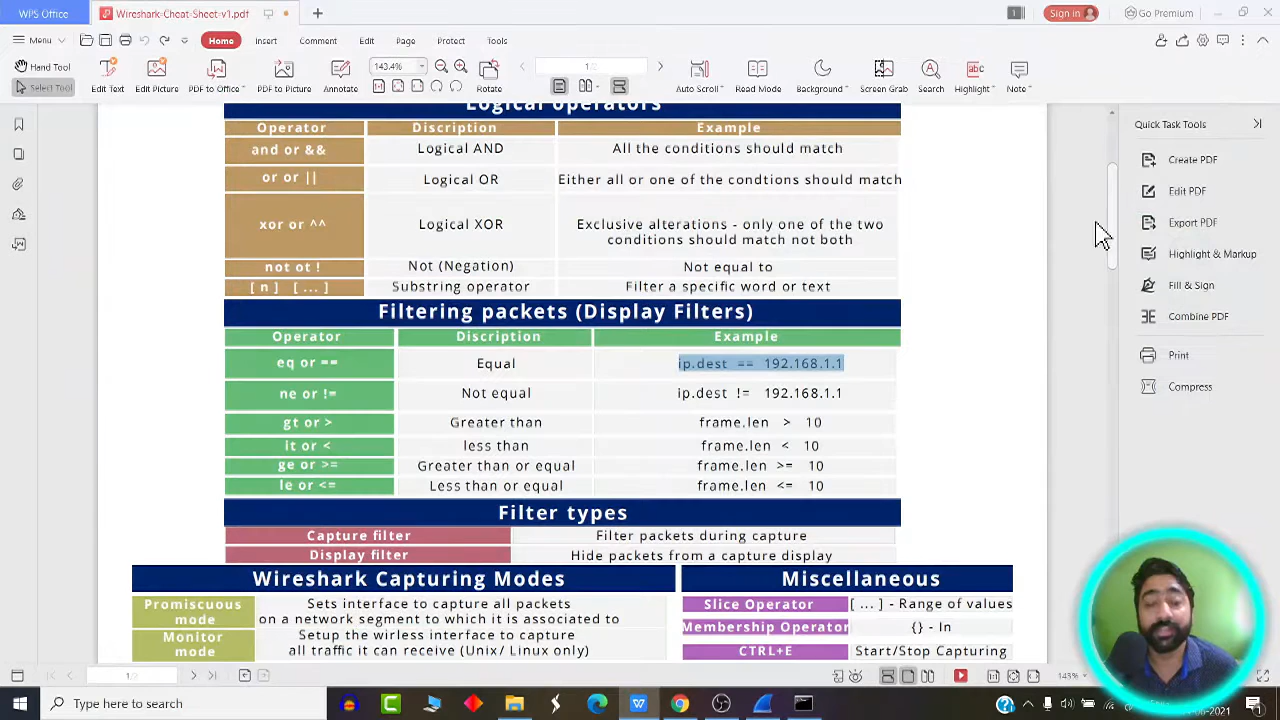 WPS Office
Wireshark-Cheat-Sheet-v1.pdf
Sign in
Go Premium
Menu
Home
Insert
Comment
Edit
Page
Protect
Tools
Hand Tool
Select Tool
Edit Text
Edit Picture
PDF to Office
PDF to Picture
Annotate
143.4%
Rotate
1/2
Auto Scroll
Read Mode
Background
Screen Grab
Search
Highlight
Note
Logical operators
Operator Discription Example
and or && Logical AND All the conditions should match
or or || Logical OR Either all or one of the condtions should match
xor or ^^ Logical XOR Exclusive alterations - only one of the two
conditions should match not both
not ot ! Not (Negation) Not equal to
[ n ] [ ... ] Substring operator Filter a specific word or text
Filtering packets (Display Filters)
Operator Discription Example
eq or == Equal ip.dest == 192.168.1.1
ne or != Not equal ip.dest != 192.168.1.1
gt or > Greater than frame.len > 10
it or < less than frame.len < 10
ge or >= Greater than or equal frame.len >= 10
le or <= Less than or equal frame.len <= 10
Filter types
Capture filter Filter packets during capture
Display filter Hide packets from a capture display
Wireshark Capturing Modes
Promiscuous
mode
Sets interface to capture all packets
on a network segment to which it is associated to
Monitor
mode
Setup the wirless interface to capture
all traffic it can receive (Unix/ Linux only)
Miscellaneous
Slice Operator [ ... ] - Range of values
Membership Operator {} - In
CTRL+E Start/Stop Capturing
Quick Task Tools
Create PDF
Edit PDF
Export PDF
Highlight & Markup
Fill & Sign
Combine PDF
Print
Compress
1/2
143%
Type here to search